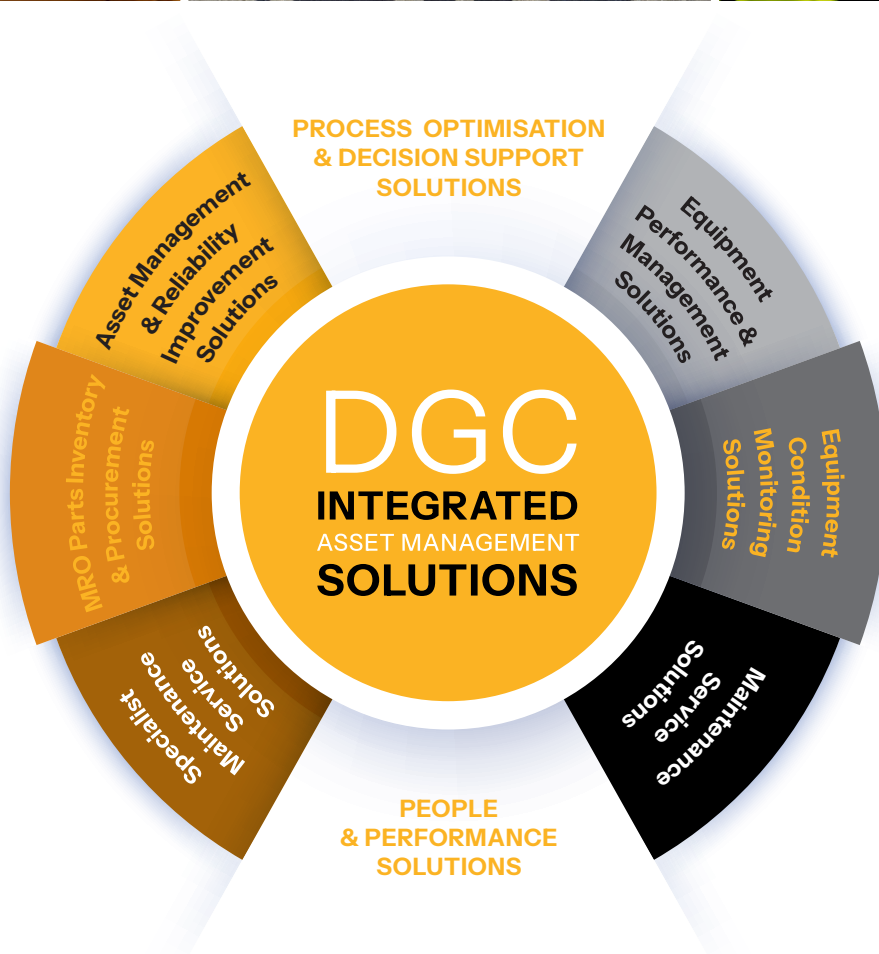 PROCESS OPTIMISATION
& DECISION SUPPORT
SOLUTIONS
Asset Management
& Reliability
Improvement
Solutions
Equipment
Performance &
Management
Solutions
MRO Parts Inventory
& Procurement
Solutions
DGC
INTEGRATED
ASSET MANAGEMENT
SOLUTIONS
Equipment
Condition
Monitoring
Solutions
Specialist
Maintenance
Service
Solutions
Maintenance
Service
Solutions
PEOPLE
& PERFORMANCE
SOLUTIONS